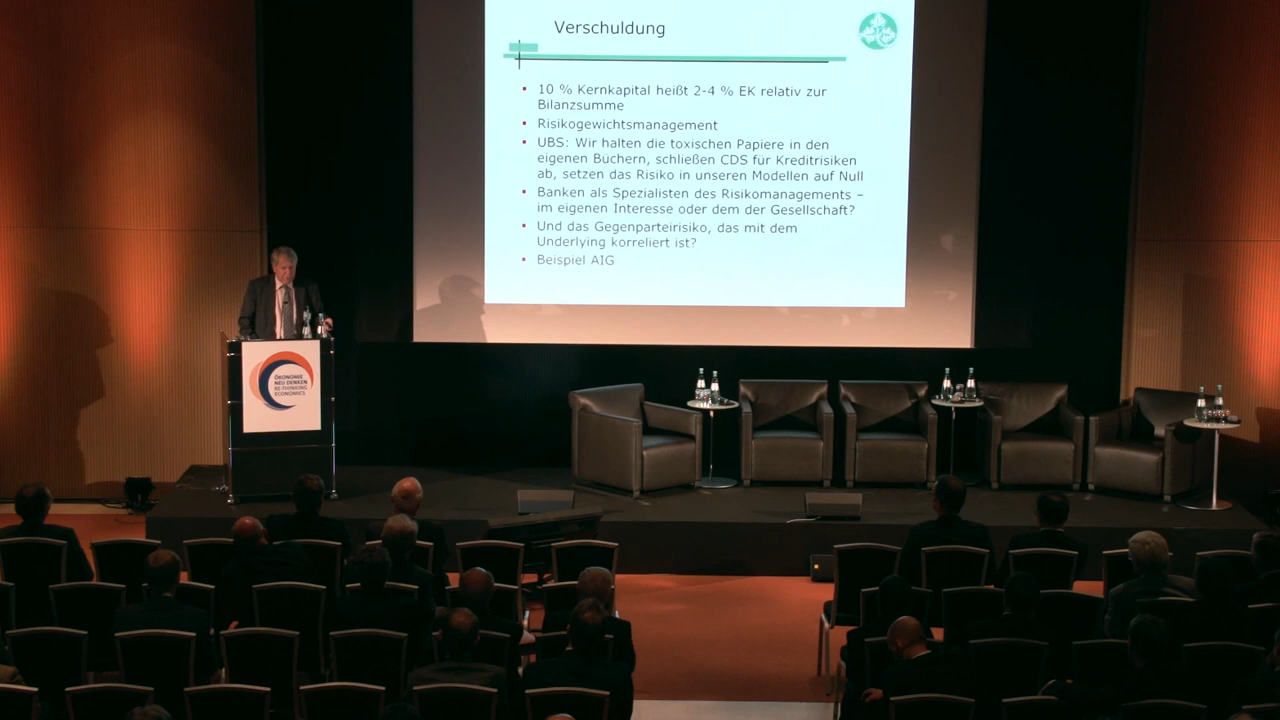 Verschuldung
10 % Kernkapital heißt 2-4 % EK relativ zur
Bilanzsumme
Risikogewichtsmanagement
UBS: Wir halten die toxischen Papiere in den
eigenen Büchern, schließen CDS für Kreditrisiken
ab, setzen das Risiko in unseren Modellen auf Null
Banken als Spezialisten des Risikomanagements –
im eigenen Interesse oder dem der Gesellschaft?
Und das Gegenparteirisiko, das mit dem
Underlying korreliert ist?
Beispiel AIG
ÖKONOMIE
NEU DENKEN
RE-THINKING
ECONOMICS